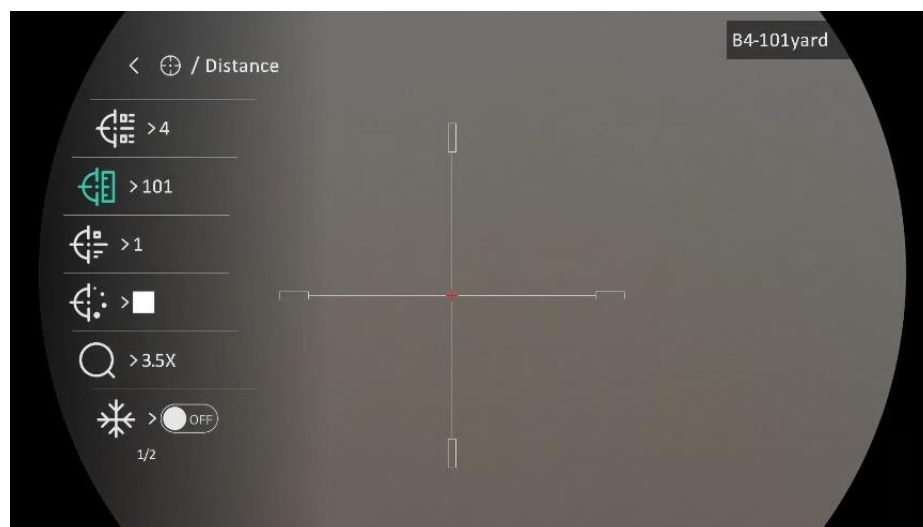 B4-101yard
< / Distance
>4
>101
>1
>
>3.5X
> OFF
1/2